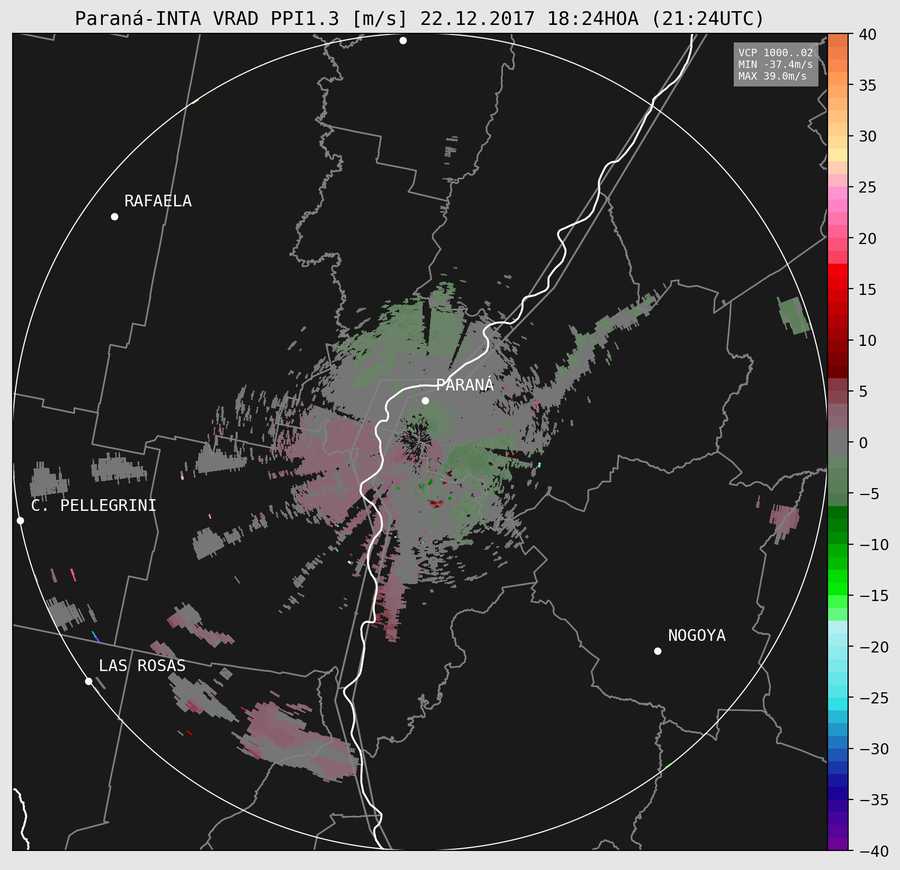 Paraná-INTA VRAD PPI1.3 [m/s] 22.12.2017 18:24HOA (21:24UTC)
VCP 1000..02
MIN -37.4m/s
MAX 39.0m/s
40
35
30
25
20
15
10
5
0
−5
−10
−15
−20
−25
−30
−35
−40
RAFAELA
PARANÁ
C. PELLEGRINI
NOGOYA
LAS ROSAS